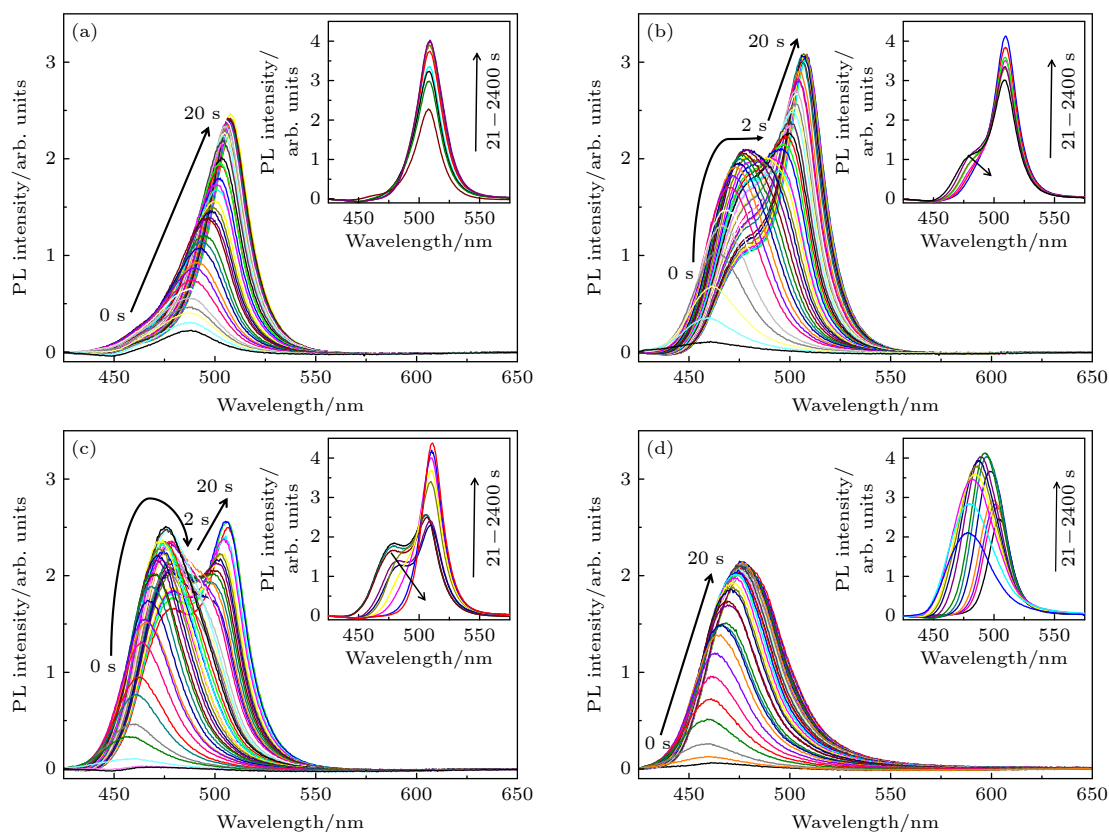 (a)
PL intensity/arb. units
3
2
1
0
0 s
20 s
450
500
550
600
650
Wavelength/nm
PL intensity/
arb. units
4
3
2
1
0
21−2400 s
450
500
550
Wavelength/nm
(b)
PL intensity/arb. units
3
2
1
0
0 s
2 s
20 s
450
500
550
600
650
Wavelength/nm
PL intensity/
arb. units
4
3
2
1
0
21−2400 s
450
500
550
Wavelength/nm
(c)
PL intensity/arb. units
3
2
1
0
0 s
2 s
20 s
450
500
550
600
650
Wavelength/nm
PL intensity/
arb. units
4
3
2
1
0
21−2400 s
450
500
550
Wavelength/nm
(d)
PL intensity/arb. units
3
2
1
0
0 s
20 s
450
500
550
600
650
Wavelength/nm
PL intensity/
arb. units
4
3
2
1
0
21−2400 s
450
500
550
Wavelength/nm